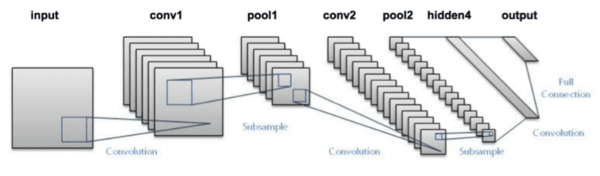 input conv1 pool1 conv2 pool2 hidden4 output
Full
Connection
Subsample
Convolution
Convolution
Convolution
Subsample